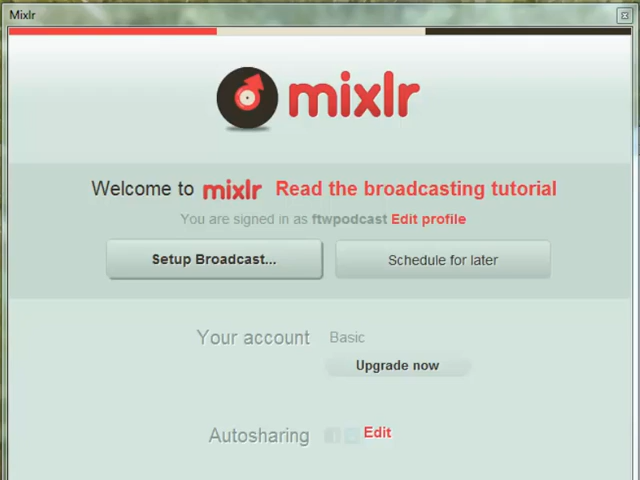 Mixlr
mixlr
Welcome to mixlr Read the broadcasting tutorial
You are signed in as ftwpodcast Edit profile
Setup Broadcast...
Schedule for later
Your account Basic
Upgrade now
Autosharing Edit